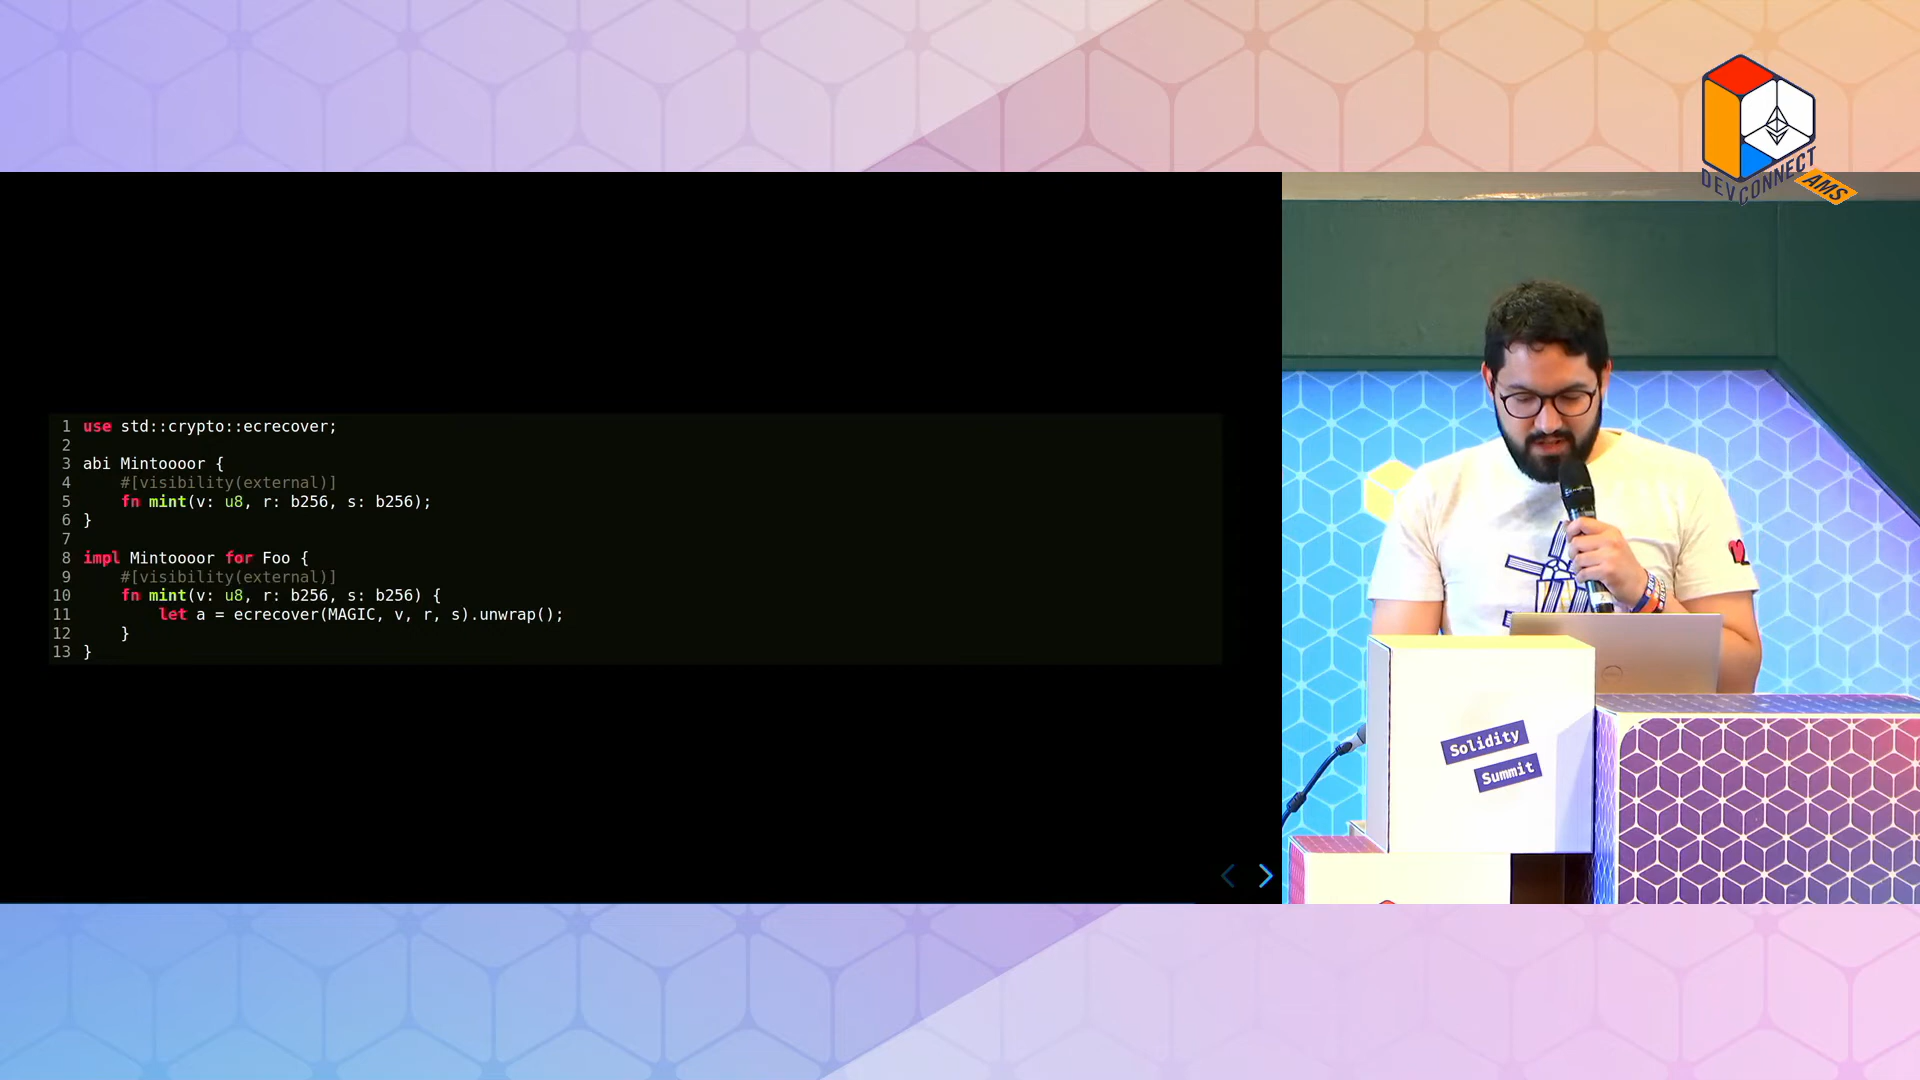 1 use std::crypto::ecrecover;
2
3 abi Mintoooor {
4     #[visibility(external)]
5     fn mint(v: u8, r: b256, s: b256);
6 }
7
8 impl Mintoooor for Foo {
9     #[visibility(external)]
10     fn mint(v: u8, r: b256, s: b256) {
11         let a = ecrecover(MAGIC, v, r, s).unwrap();
12     }
13 }
DEVCONNECT
AMS
Solidity
Summit